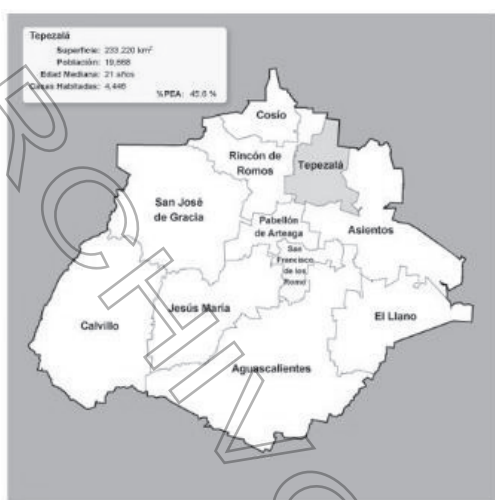 Tepezalá
Superficie: 233,220 km²
Población: 19,668
Edad Mediana: 21 años
Casas Habitadas: 4,446
%PEA: 45.6 %
Cosío
Rincón de
Romos
Tepezalá
San José
de Gracia
Pabellón
de Arteaga
Asientos
San
Francisco
de los
Romo
Jesús María
El Llano
Calvillo
Aguascalientes
ARCHIVO